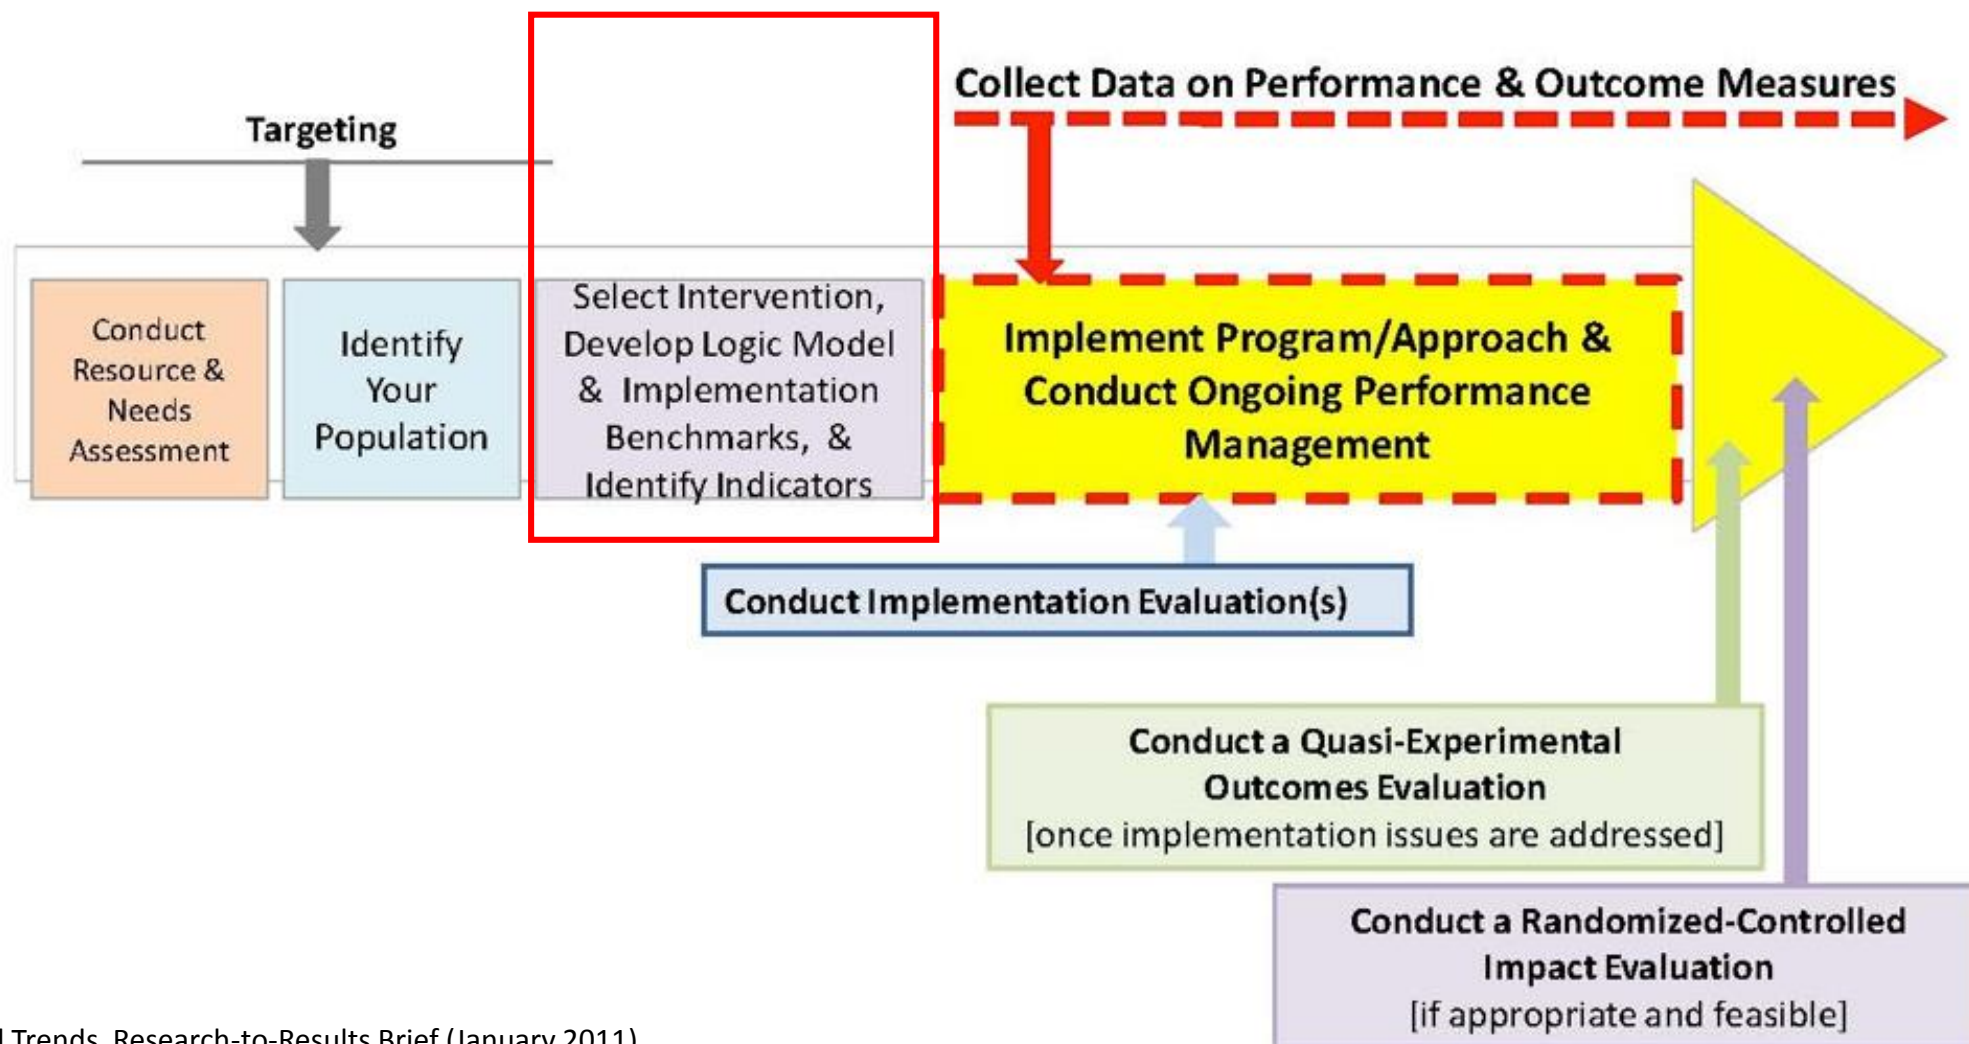 Collect Data on Performance & Outcome Measures
Targeting
Conduct
Resource &
Needs
Assessment
Identify
Your
Population
Select Intervention,
Develop Logic Model
& Implementation
Benchmarks, &
Identify Indicators
Implement Program/Approach &
Conduct Ongoing Performance
Management
Conduct Implementation Evaluation(s)
Conduct a Quasi-Experimental
Outcomes Evaluation
[once implementation issues are addressed]
Conduct a Randomized-Controlled
Impact Evaluation
[if appropriate and feasible]
Trends, Research-to-Results Brief (January 2011)